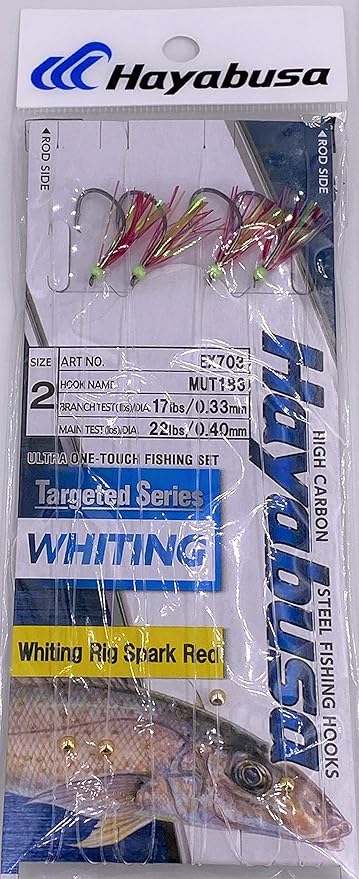 Hayabusa
◀ROD SIDE
◀ROD SIDE
SIZE
2
ART NO. EX703
HOOK NAME MUT183
BRANCH TEST(lbs)/DIA. 17lbs/0.33mm
MAIN TEST(lbs)/DIA. 22lbs/0.40mm
ULTRA ONE-TOUCH FISHING SET
Targeted Series
WHITING
Whiting Rig Spark Red
Hayabusa
HIGH CARBON STEEL FISHING HOOKS